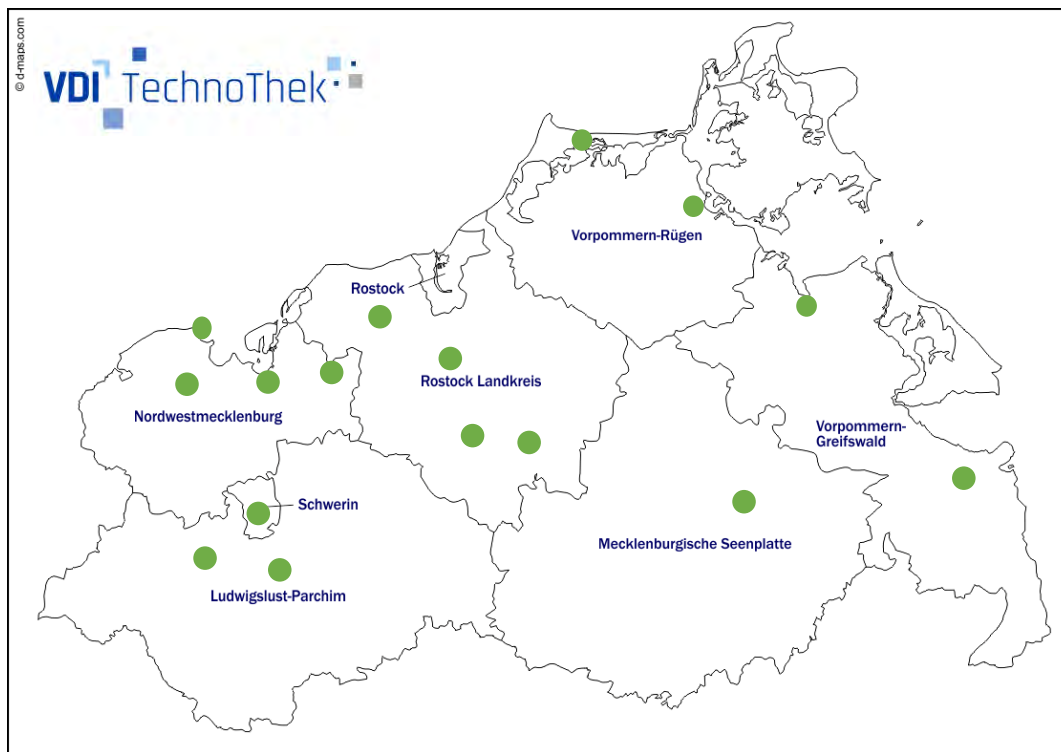 © d-maps.com
VDI TechnoThek
Vorpommern-Rügen
Rostock
Rostock Landkreis
Nordwestmecklenburg
Vorpommern-
Greifswald
Schwerin
Mecklenburgische Seenplatte
Ludwigslust-Parchim